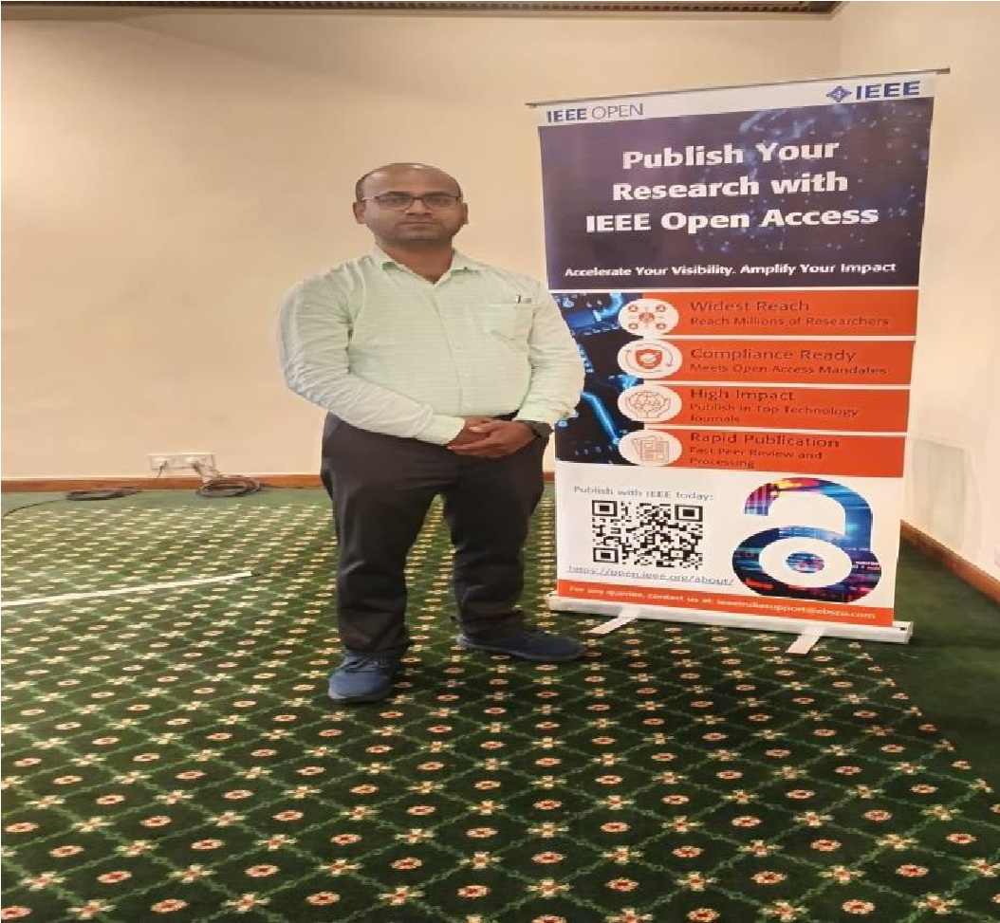 IEEE OPEN
IEEE
Publish Your
Research with
IEEE Open Access
Accelerate Your Visibility. Amplify Your Impact
Widest Reach
Reach Millions of Researchers
Compliance Ready
Meets Open Access Mandates
High Impact
Publish in Top Technology
Journals
Rapid Publication
Fast Peer Review and
Processing
Publish with IEEE today:
https://open.ieee.org/about/
For any queries, contact us at: ieeeindiasupport@ebsco.com